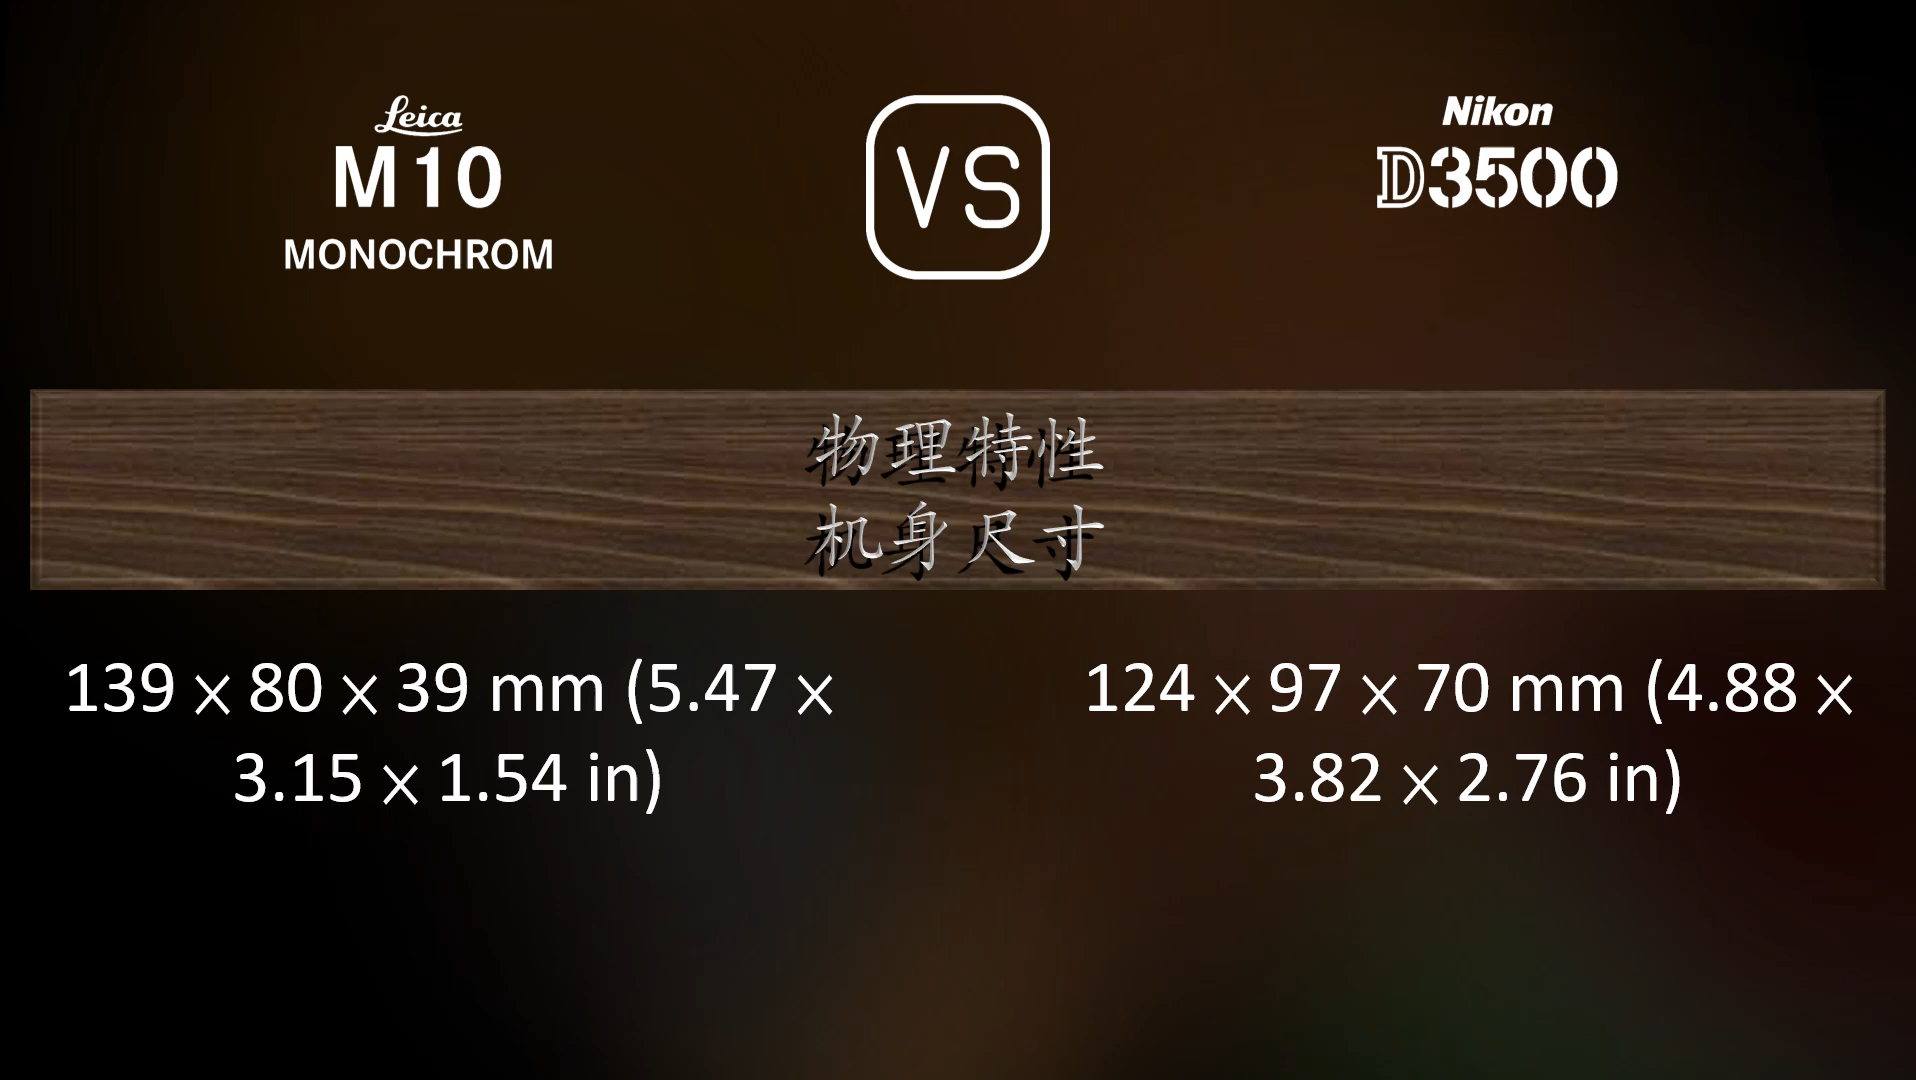 Leica
M10
MONOCHROM
VS
Nikon
D3500
物理特性
机身尺寸
139 x 80 x 39 mm (5.47 x
3.15 x 1.54 in)
124 x 97 x 70 mm (4.88 x
3.82 x 2.76 in)